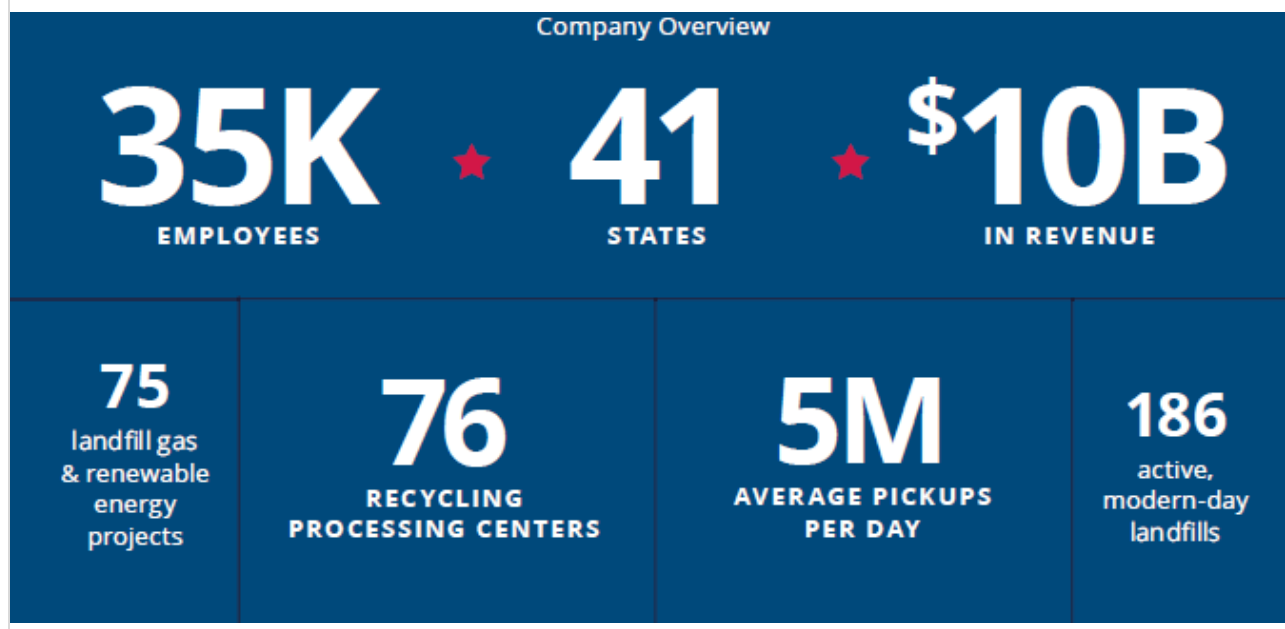 Company Overview
35K
EMPLOYEES
41
STATES
$10B
IN REVENUE
75
landfill gas
& renewable
energy
projects
76
RECYCLING
PROCESSING CENTERS
5M
AVERAGE PICKUPS
PER DAY
186
active,
modern-day
landfills